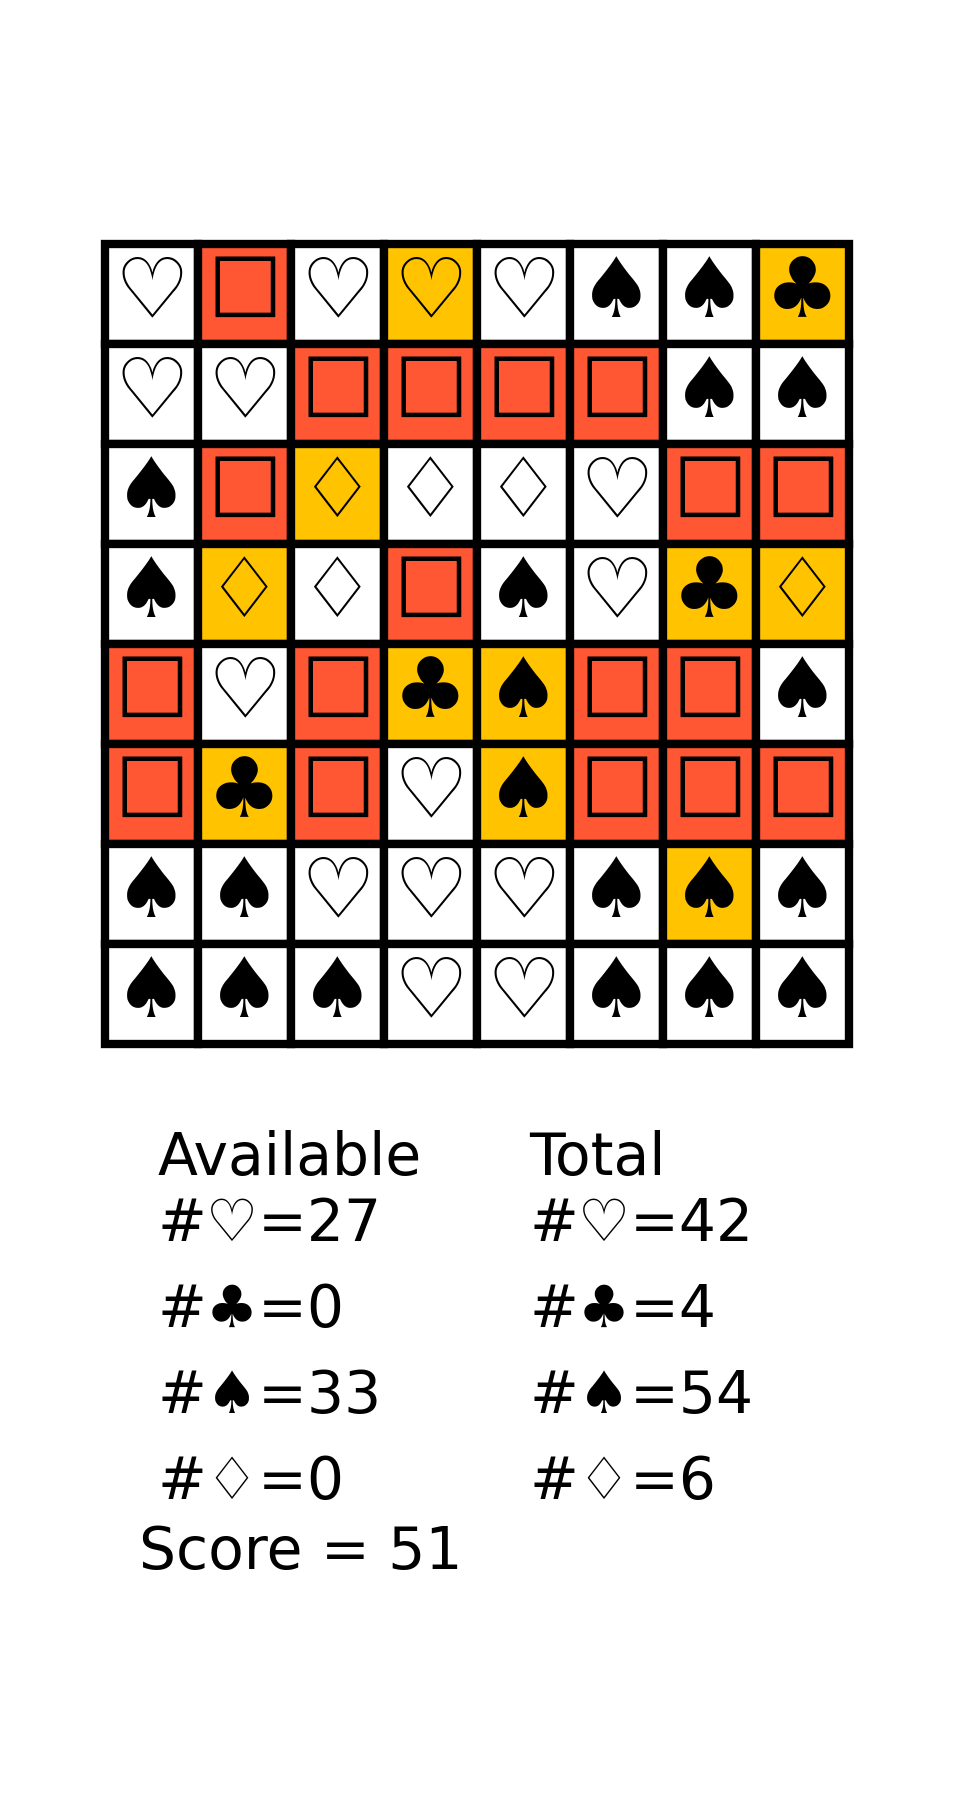 ♡ □ ♡ ♡ ♡ ♠ ♠ ♣
♡ ♡ □ □ □ □ ♠ ♠
♠ □ ♢ ♢ ♢ ♡ □ □
♠ ♢ ♢ □ ♠ ♡ ♣ ♢
□ ♡ □ ♣ ♠ □ □ ♠
□ ♣ □ ♡ ♠ □ □ □
♠ ♠ ♡ ♡ ♡ ♠ ♠ ♠
♠ ♠ ♠ ♡ ♡ ♠ ♠ ♠
Available Total
#♡=27 #♡=42
#♣=0 #♣=4
#♠=33 #♠=54
#♢=0 #♢=6
Score = 51